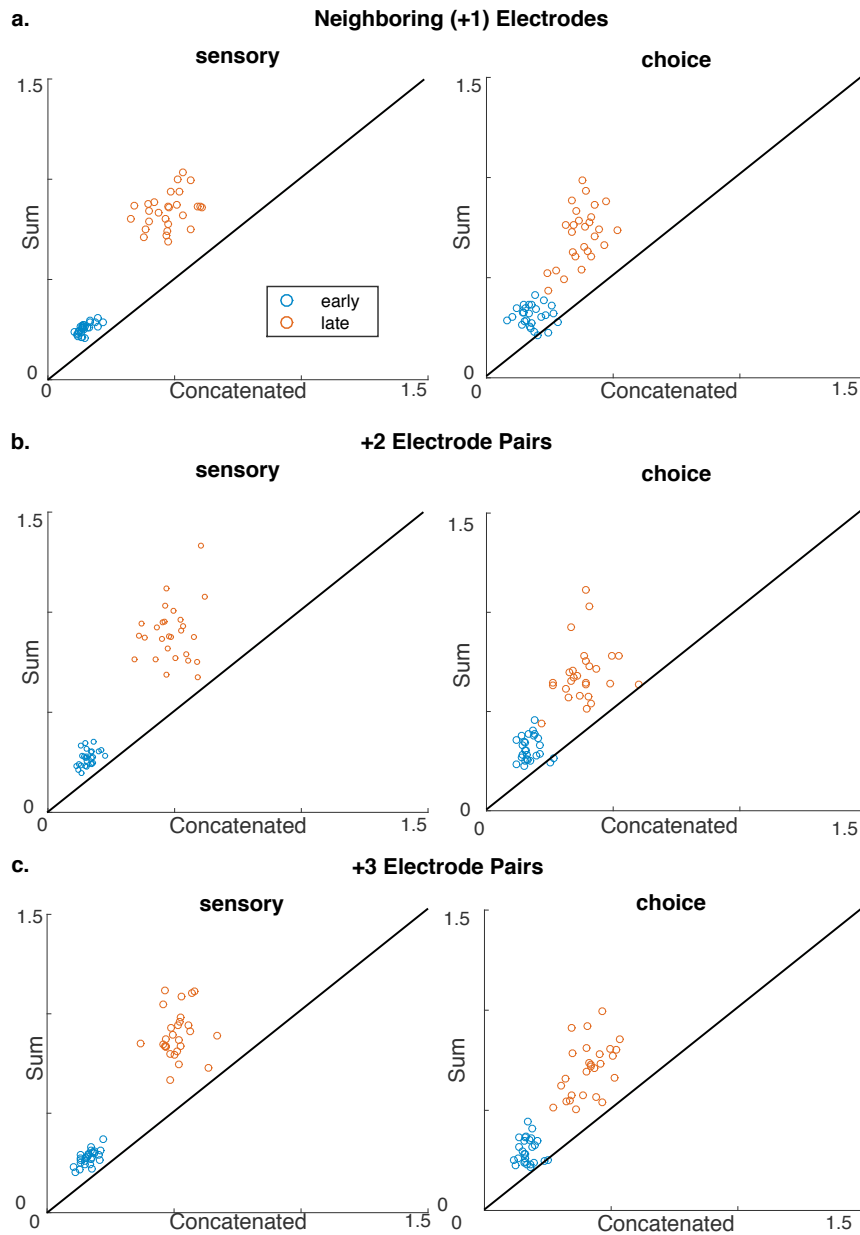 a.
Neighboring (+1) Electrodes
sensory
choice
1.5
1.5
Sum
Sum
early
late
0
0
0
Concatenated
1.5
0
Concatenated
1.5
b.
+2 Electrode Pairs
sensory
choice
1.5
1.5
Sum
Sum
0
0
0
Concatenated
1.5
0
Concatenated
1.5
c.
+3 Electrode Pairs
sensory
choice
1.5
1.5
Sum
Sum
0
0
0
Concatenated
1.5
0
Concatenated
1.5